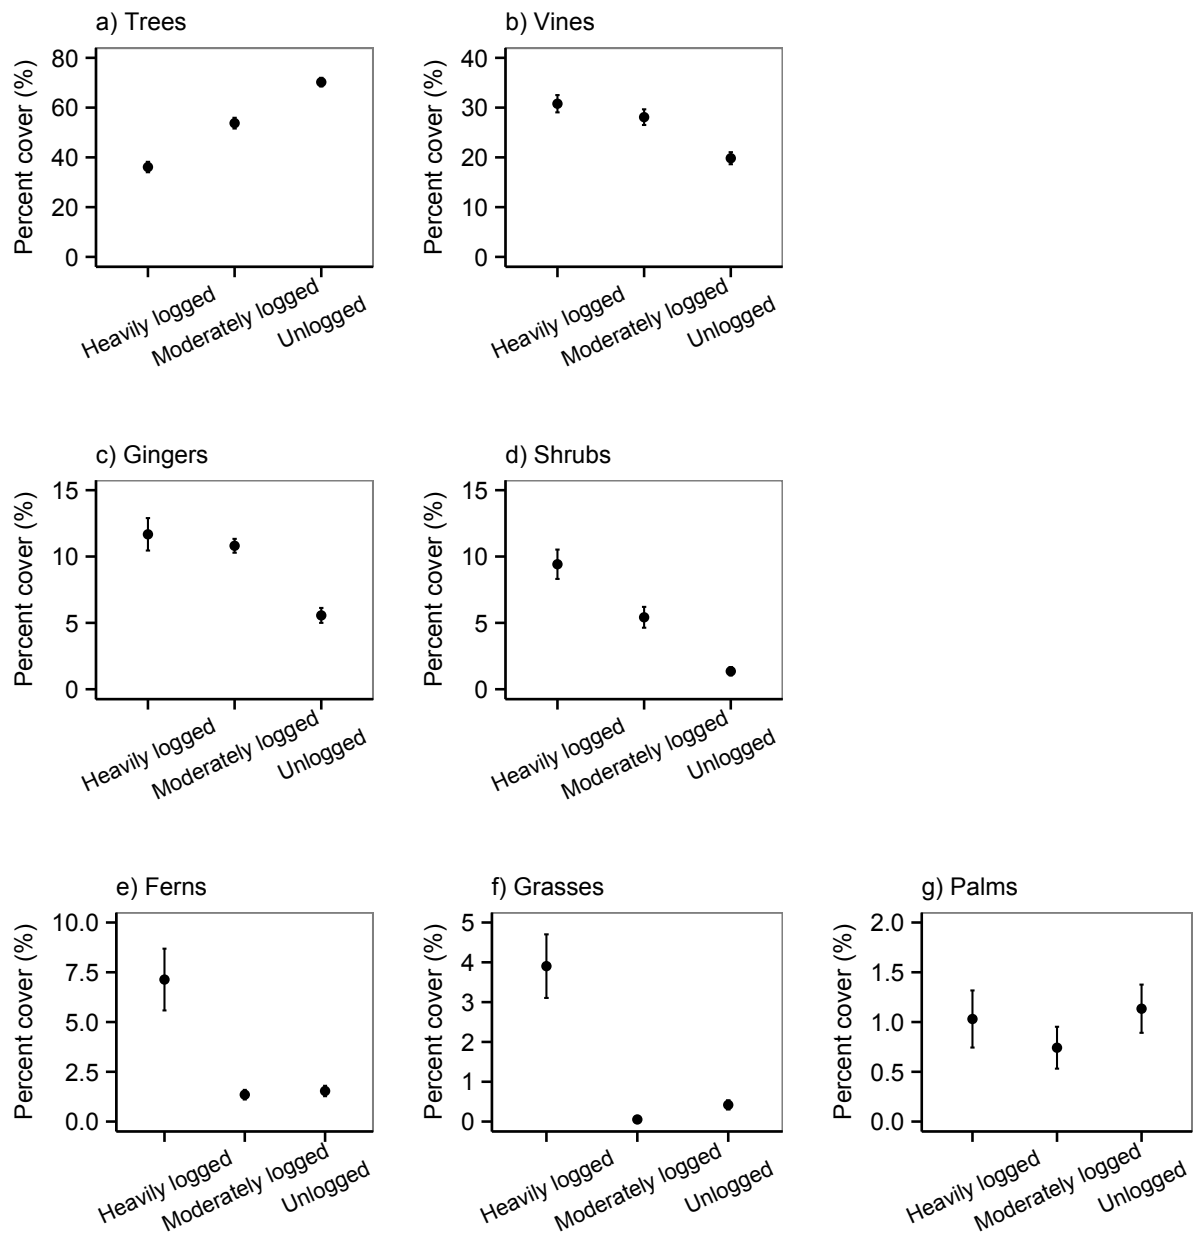 a) Trees
Percent cover (%)
80
60
40
20
0
Heavily logged
Moderately logged
Unlogged
b) Vines
Percent cover (%)
40
30
20
10
0
Heavily logged
Moderately logged
Unlogged
c) Gingers
Percent cover (%)
15
10
5
0
Heavily logged
Moderately logged
Unlogged
d) Shrubs
Percent cover (%)
15
10
5
0
Heavily logged
Moderately logged
Unlogged
e) Ferns
Percent cover (%)
10.0
7.5
5.0
2.5
0.0
Heavily logged
Moderately logged
Unlogged
f) Grasses
Percent cover (%)
5
4
3
2
1
0
Heavily logged
Moderately logged
Unlogged
g) Palms
Percent cover (%)
2.0
1.5
1.0
0.5
0.0
Heavily logged
Moderately logged
Unlogged